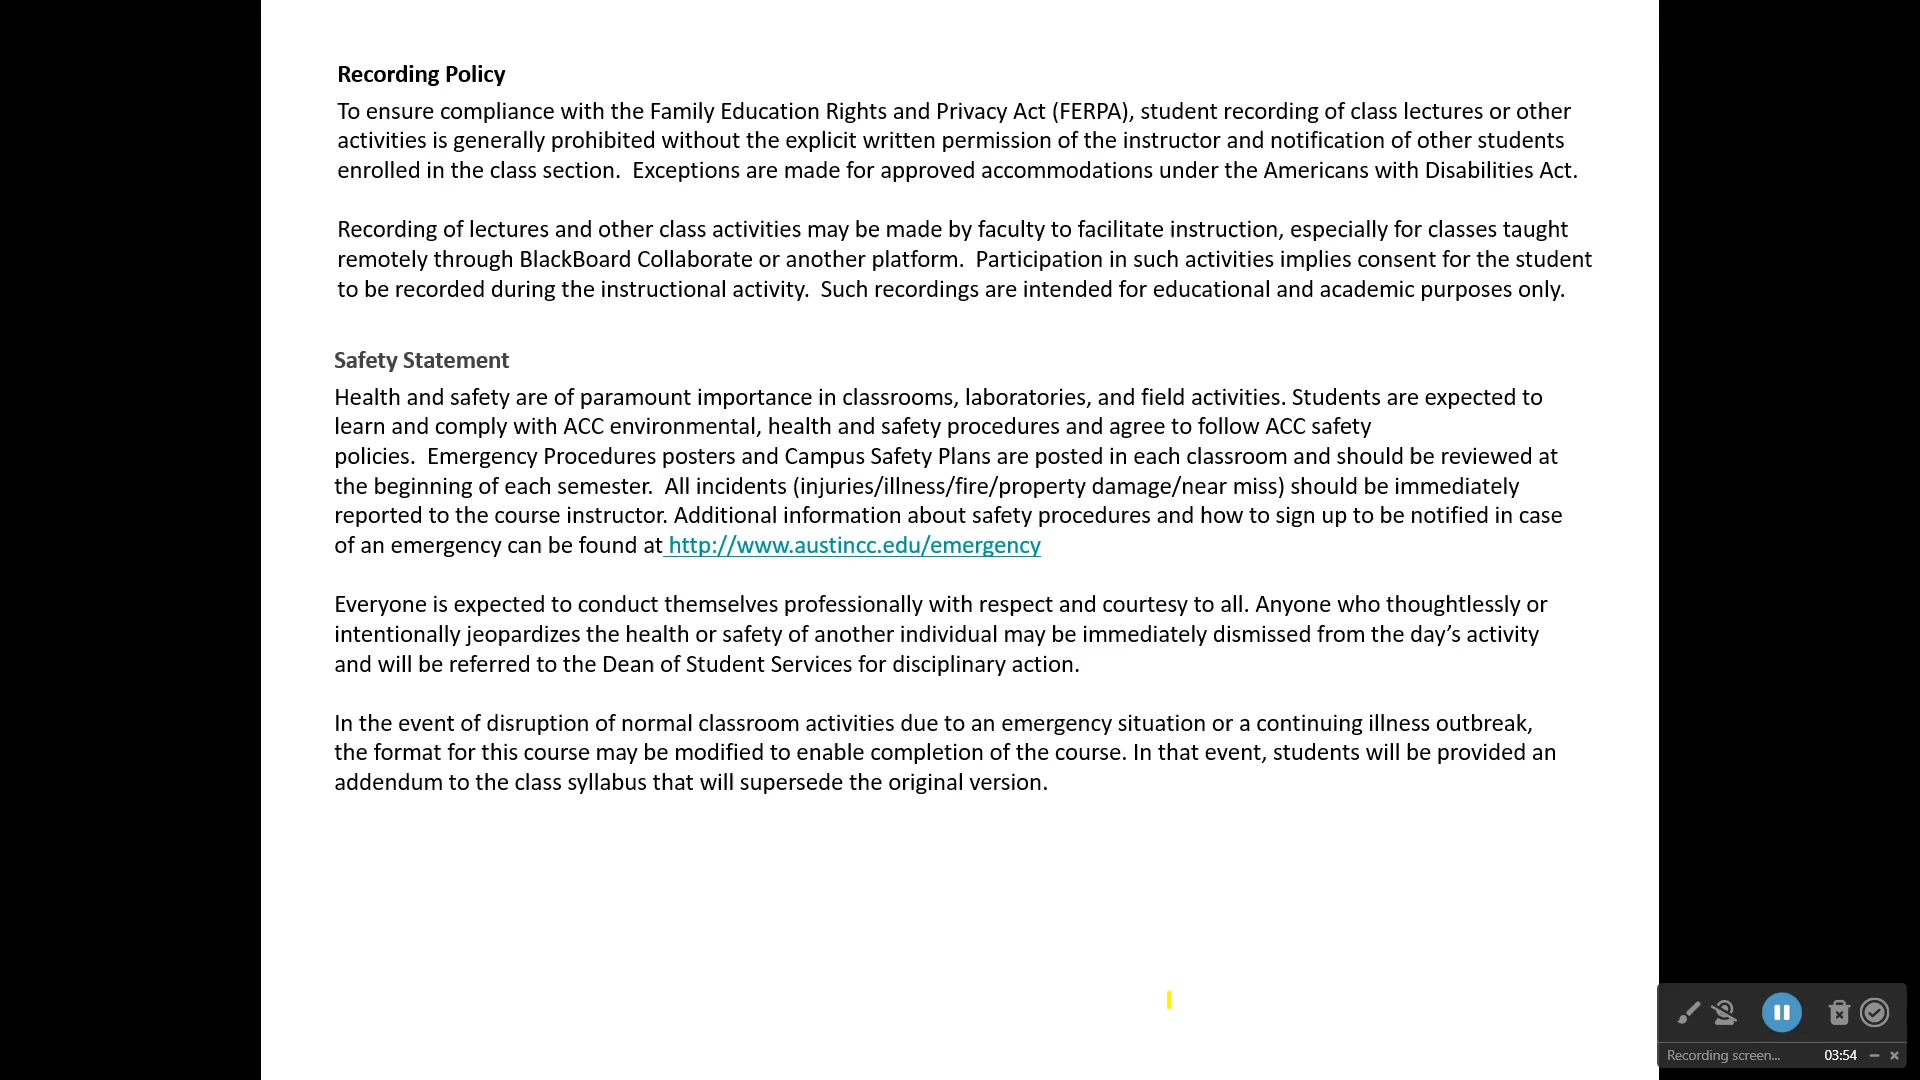 Recording Policy
To ensure compliance with the Family Education Rights and Privacy Act (FERPA), student recording of class lectures or other
activities is generally prohibited without the explicit written permission of the instructor and notification of other students
enrolled in the class section.  Exceptions are made for approved accommodations under the Americans with Disabilities Act.
Recording of lectures and other class activities may be made by faculty to facilitate instruction, especially for classes taught
remotely through BlackBoard Collaborate or another platform.  Participation in such activities implies consent for the student
to be recorded during the instructional activity.  Such recordings are intended for educational and academic purposes only.
Safety Statement
Health and safety are of paramount importance in classrooms, laboratories, and field activities. Students are expected to
learn and comply with ACC environmental, health and safety procedures and agree to follow ACC safety
policies.  Emergency Procedures posters and Campus Safety Plans are posted in each classroom and should be reviewed at
the beginning of each semester.  All incidents (injuries/illness/fire/property damage/near miss) should be immediately
reported to the course instructor. Additional information about safety procedures and how to sign up to be notified in case
of an emergency can be found at http://www.austincc.edu/emergency
Everyone is expected to conduct themselves professionally with respect and courtesy to all. Anyone who thoughtlessly or
intentionally jeopardizes the health or safety of another individual may be immediately dismissed from the day’s activity
and will be referred to the Dean of Student Services for disciplinary action.
In the event of disruption of normal classroom activities due to an emergency situation or a continuing illness outbreak,
the format for this course may be modified to enable completion of the course. In that event, students will be provided an
addendum to the class syllabus that will supersede the original version.
Recording screen... 03:54